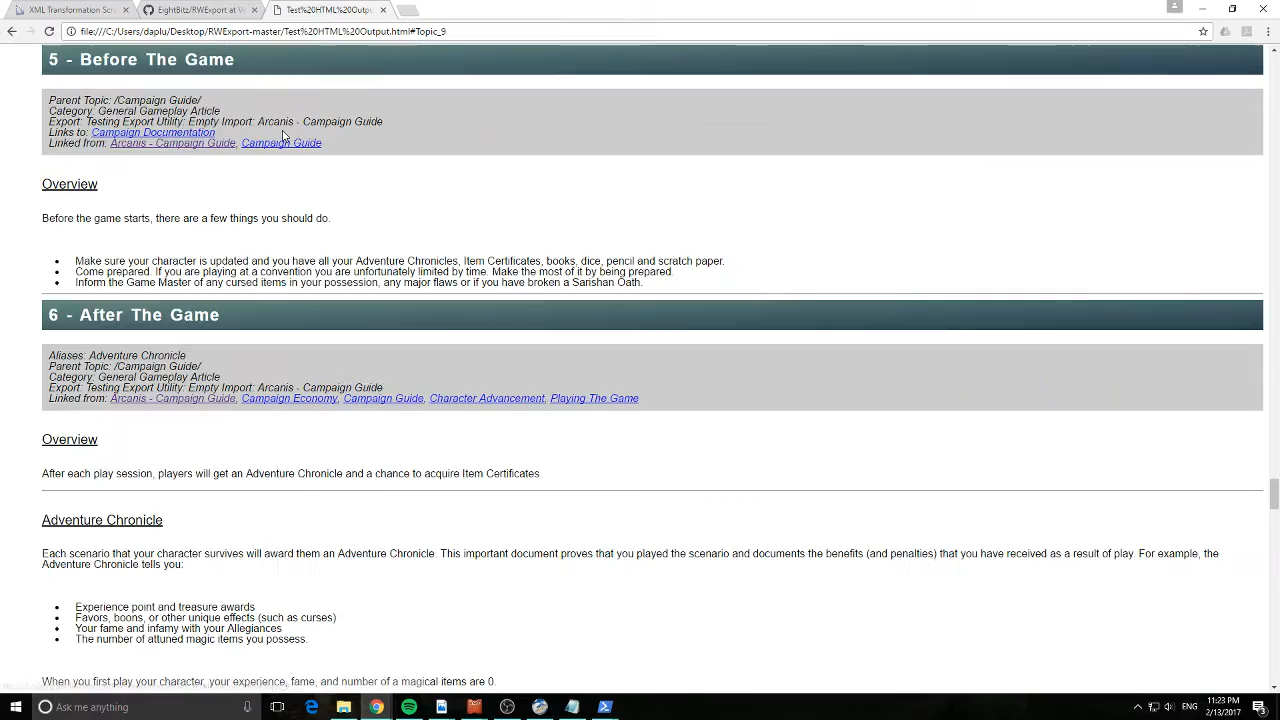 XML Transformation Scr
EightBitz/RWExport at V
Test%20HTML%20Outpu
file:///C:/Users/daplu/Desktop/RWExport-master/Test%20HTML%20Output.html#Topic_9
5 - Before The Game
Parent Topic: /Campaign Guide/
Category: General Gameplay Article
Export: Testing Export Utility: Empty Import: Arcanis - Campaign Guide
Links to: Campaign Documentation
Linked from: Arcanis - Campaign Guide, Campaign Guide
Overview
Before the game starts, there are a few things you should do.
• Make sure your character is updated and you have all your Adventure Chronicles, Item Certificates, books, dice, pencil and scratch paper.
• Come prepared. If you are playing at a convention you are unfortunately limited by time. Make the most of it by being prepared.
• Inform the Game Master of any cursed items in your possession, any major flaws or if you have broken a Sarishan Oath.
6 - After The Game
Aliases: Adventure Chronicle
Parent Topic: /Campaign Guide/
Category: General Gameplay Article
Export: Testing Export Utility: Empty Import: Arcanis - Campaign Guide
Linked from: Arcanis - Campaign Guide, Campaign Economy, Campaign Guide, Character Advancement, Playing The Game
Overview
After each play session, players will get an Adventure Chronicle and a chance to acquire Item Certificates
Adventure Chronicle
Each scenario that your character survives will award them an Adventure Chronicle. This important document proves that you played the scenario and documents the benefits (and penalties) that you have received as a result of play. For example, the
Adventure Chronicle tells you:
• Experience point and treasure awards
• Favors, boons, or other unique effects (such as curses)
• Your fame and infamy with your Allegiances
• The number of attuned magic items you possess.
When you first play your character, your experience, fame, and number of a magical items are 0.
Ask me anything
ENG
11:23 PM
2/13/2017